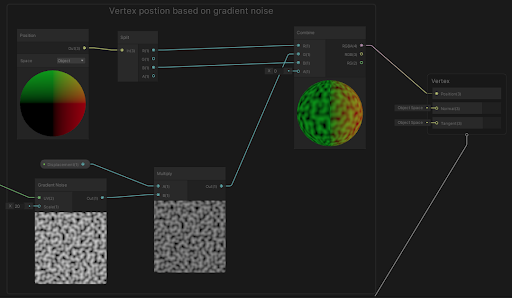 Vertex postion based on gradient noise
Position
Out(3)
Space
Object
Split
In(3)
R(1)
G(1)
B(1)
A(1)
Combine
R(1)
G(1)
B(1)
A(1)
RGBA(4)
RGB(3)
RG(2)
X 0
Vertex
Position(3)
Object Space
Normal(3)
Object Space
Tangent(3)
Displacement(1)
Multiply
A(1)
B(1)
Out(1)
Gradient Noise
UV(2)
Scale(1)
Out(1)
X 20